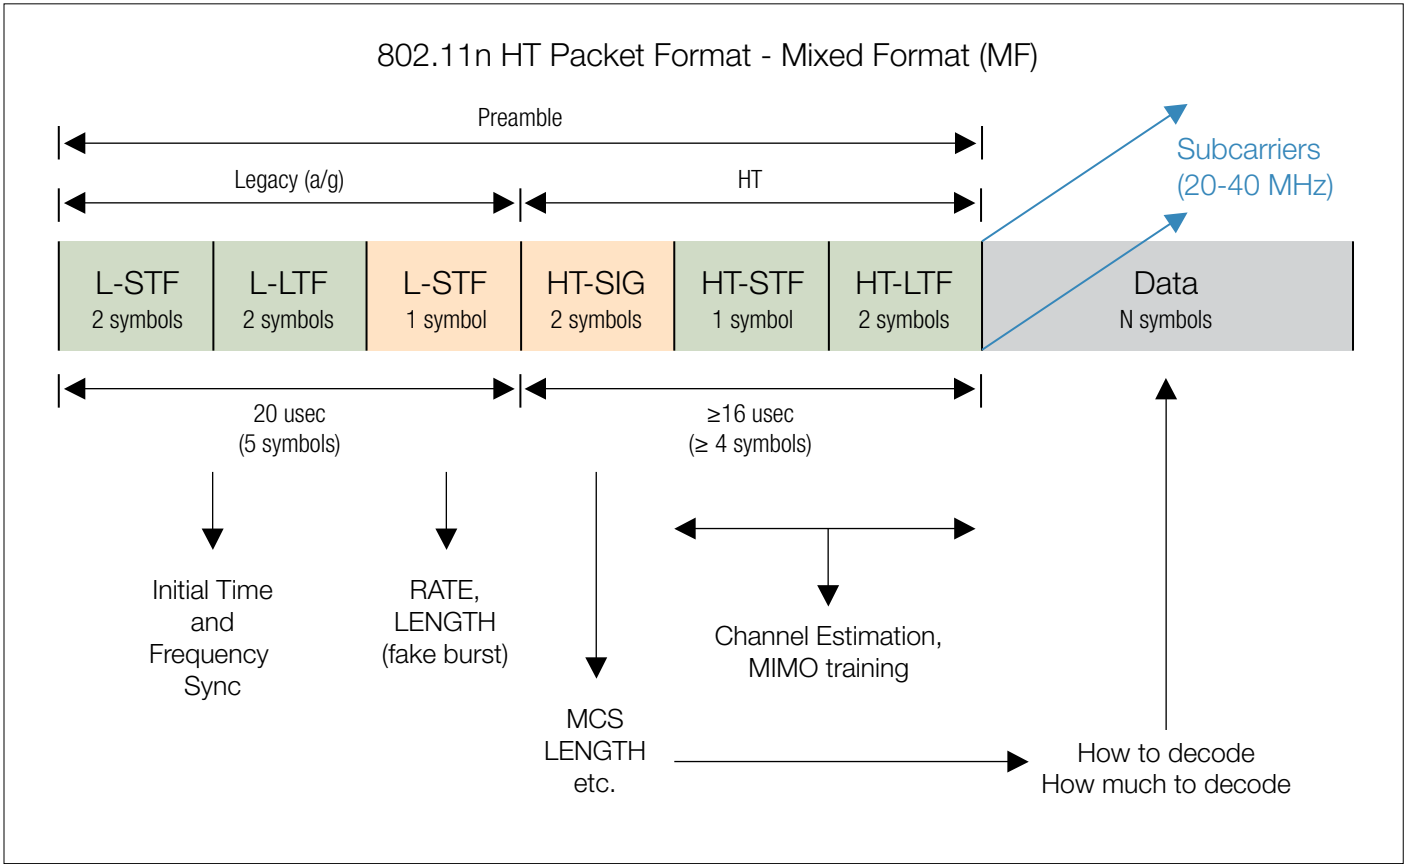 802.11n HT Packet Format - Mixed Format (MF)
Preamble
Legacy (a/g)
HT
Subcarriers
(20-40 MHz)
L-STF
2 symbols
L-LTF
2 symbols
L-STF
1 symbol
HT-SIG
2 symbols
HT-STF
1 symbol
HT-LTF
2 symbols
Data
N symbols
20 usec
(5 symbols)
≥16 usec
(≥ 4 symbols)
Initial Time
and
Frequency
Sync
RATE,
LENGTH
(fake burst)
Channel Estimation,
MIMO training
MCS
LENGTH
etc.
How to decode
How much to decode